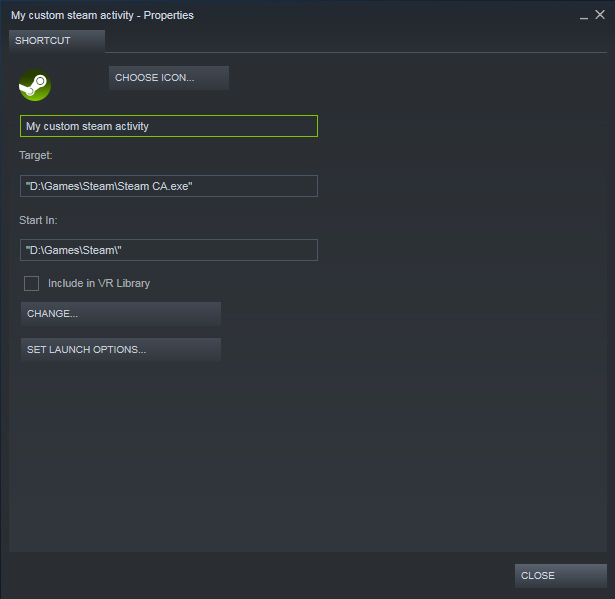 My custom steam activity - Properties
SHORTCUT
CHOOSE ICON...
My custom steam activity
Target:
"D:\Games\Steam\Steam CA.exe"
Start In:
"D:\Games\Steam\"
Include in VR Library
CHANGE...
SET LAUNCH OPTIONS...
CLOSE